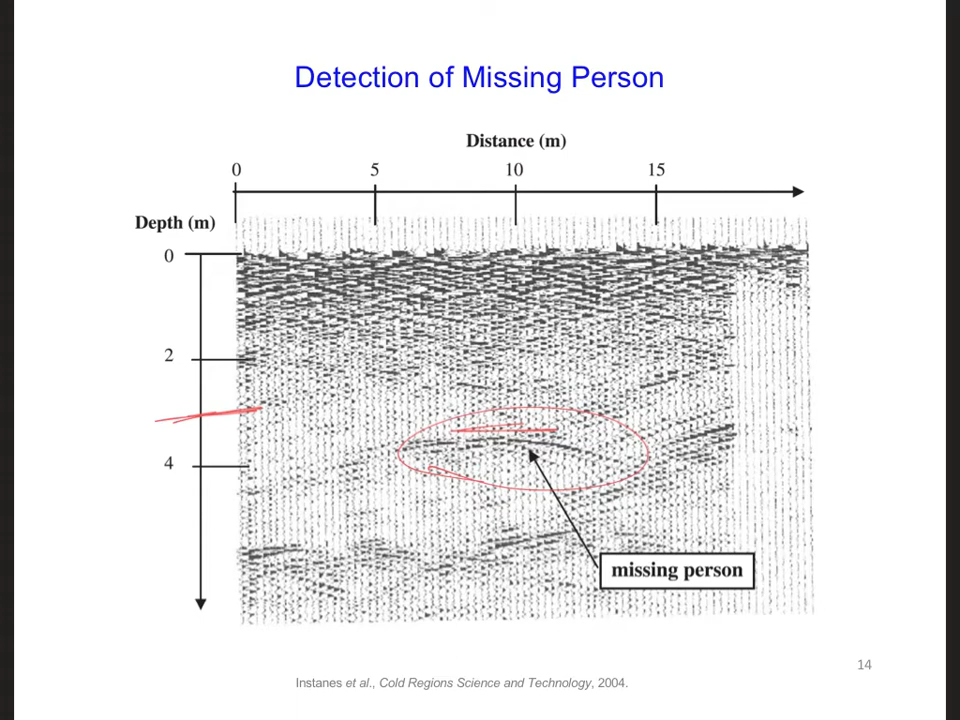 Detection of Missing Person
Distance (m)
0 5 10 15
Depth (m)
0
2
4
missing person
14
Instanes et al., Cold Regions Science and Technology, 2004.